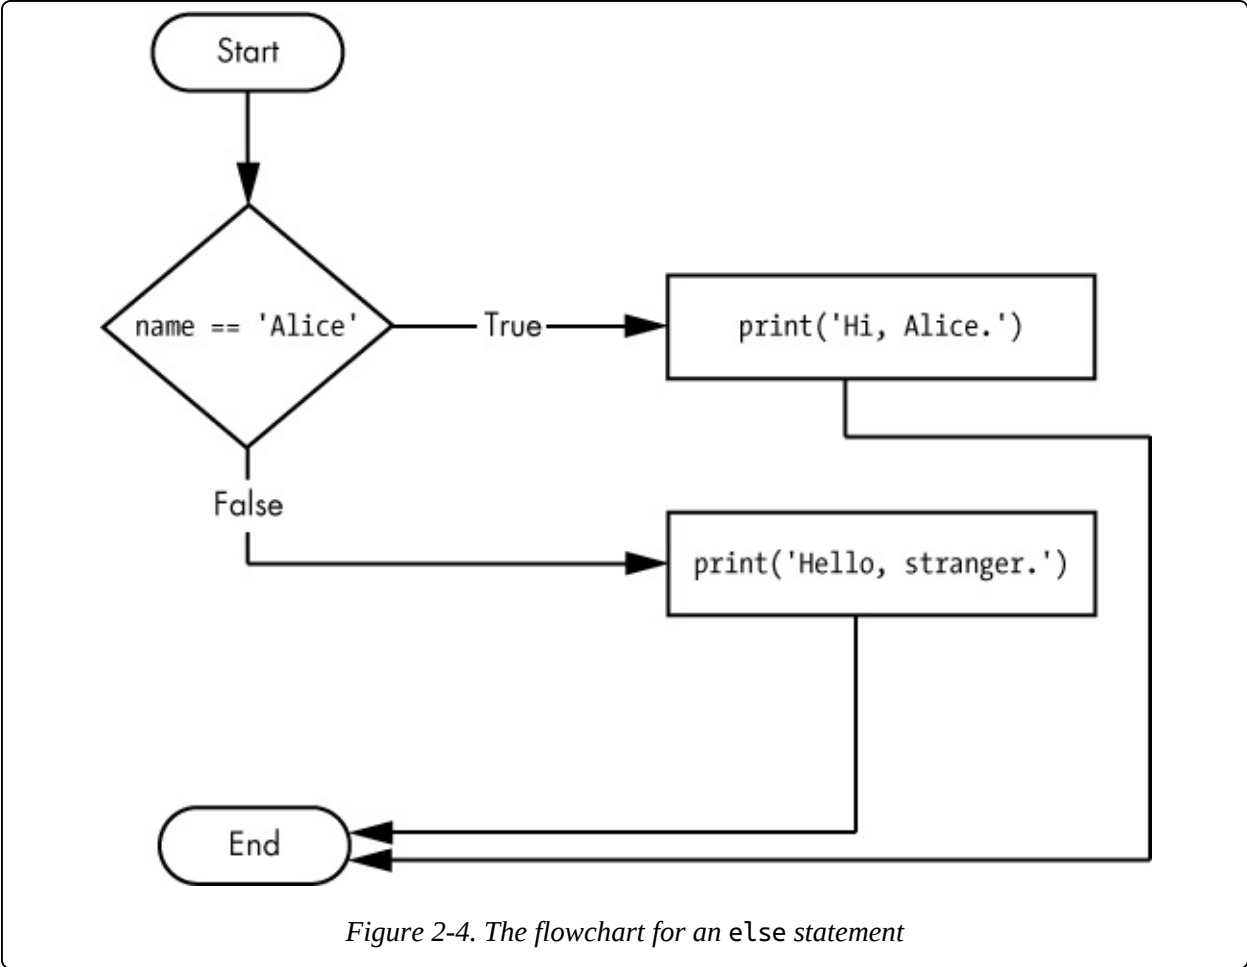 Start
name == 'Alice'
True
print('Hi, Alice.')
False
print('Hello, stranger.')
End
Figure 2-4. The flowchart for an else statement